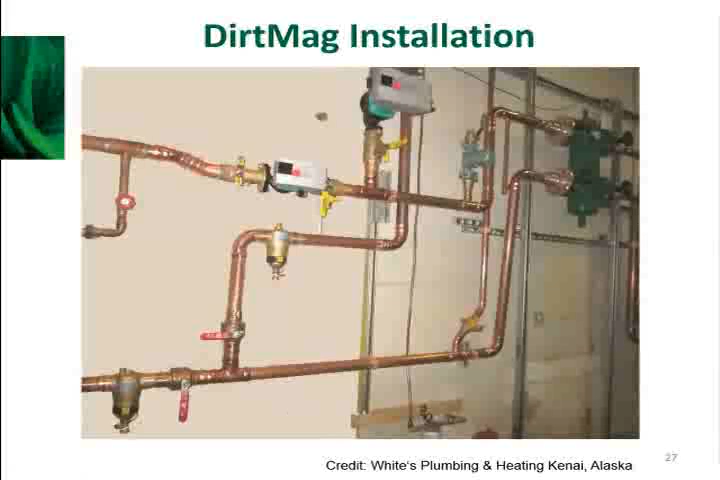 DirtMag Installation
27
Credit: White's Plumbing & Heating Kenai, Alaska